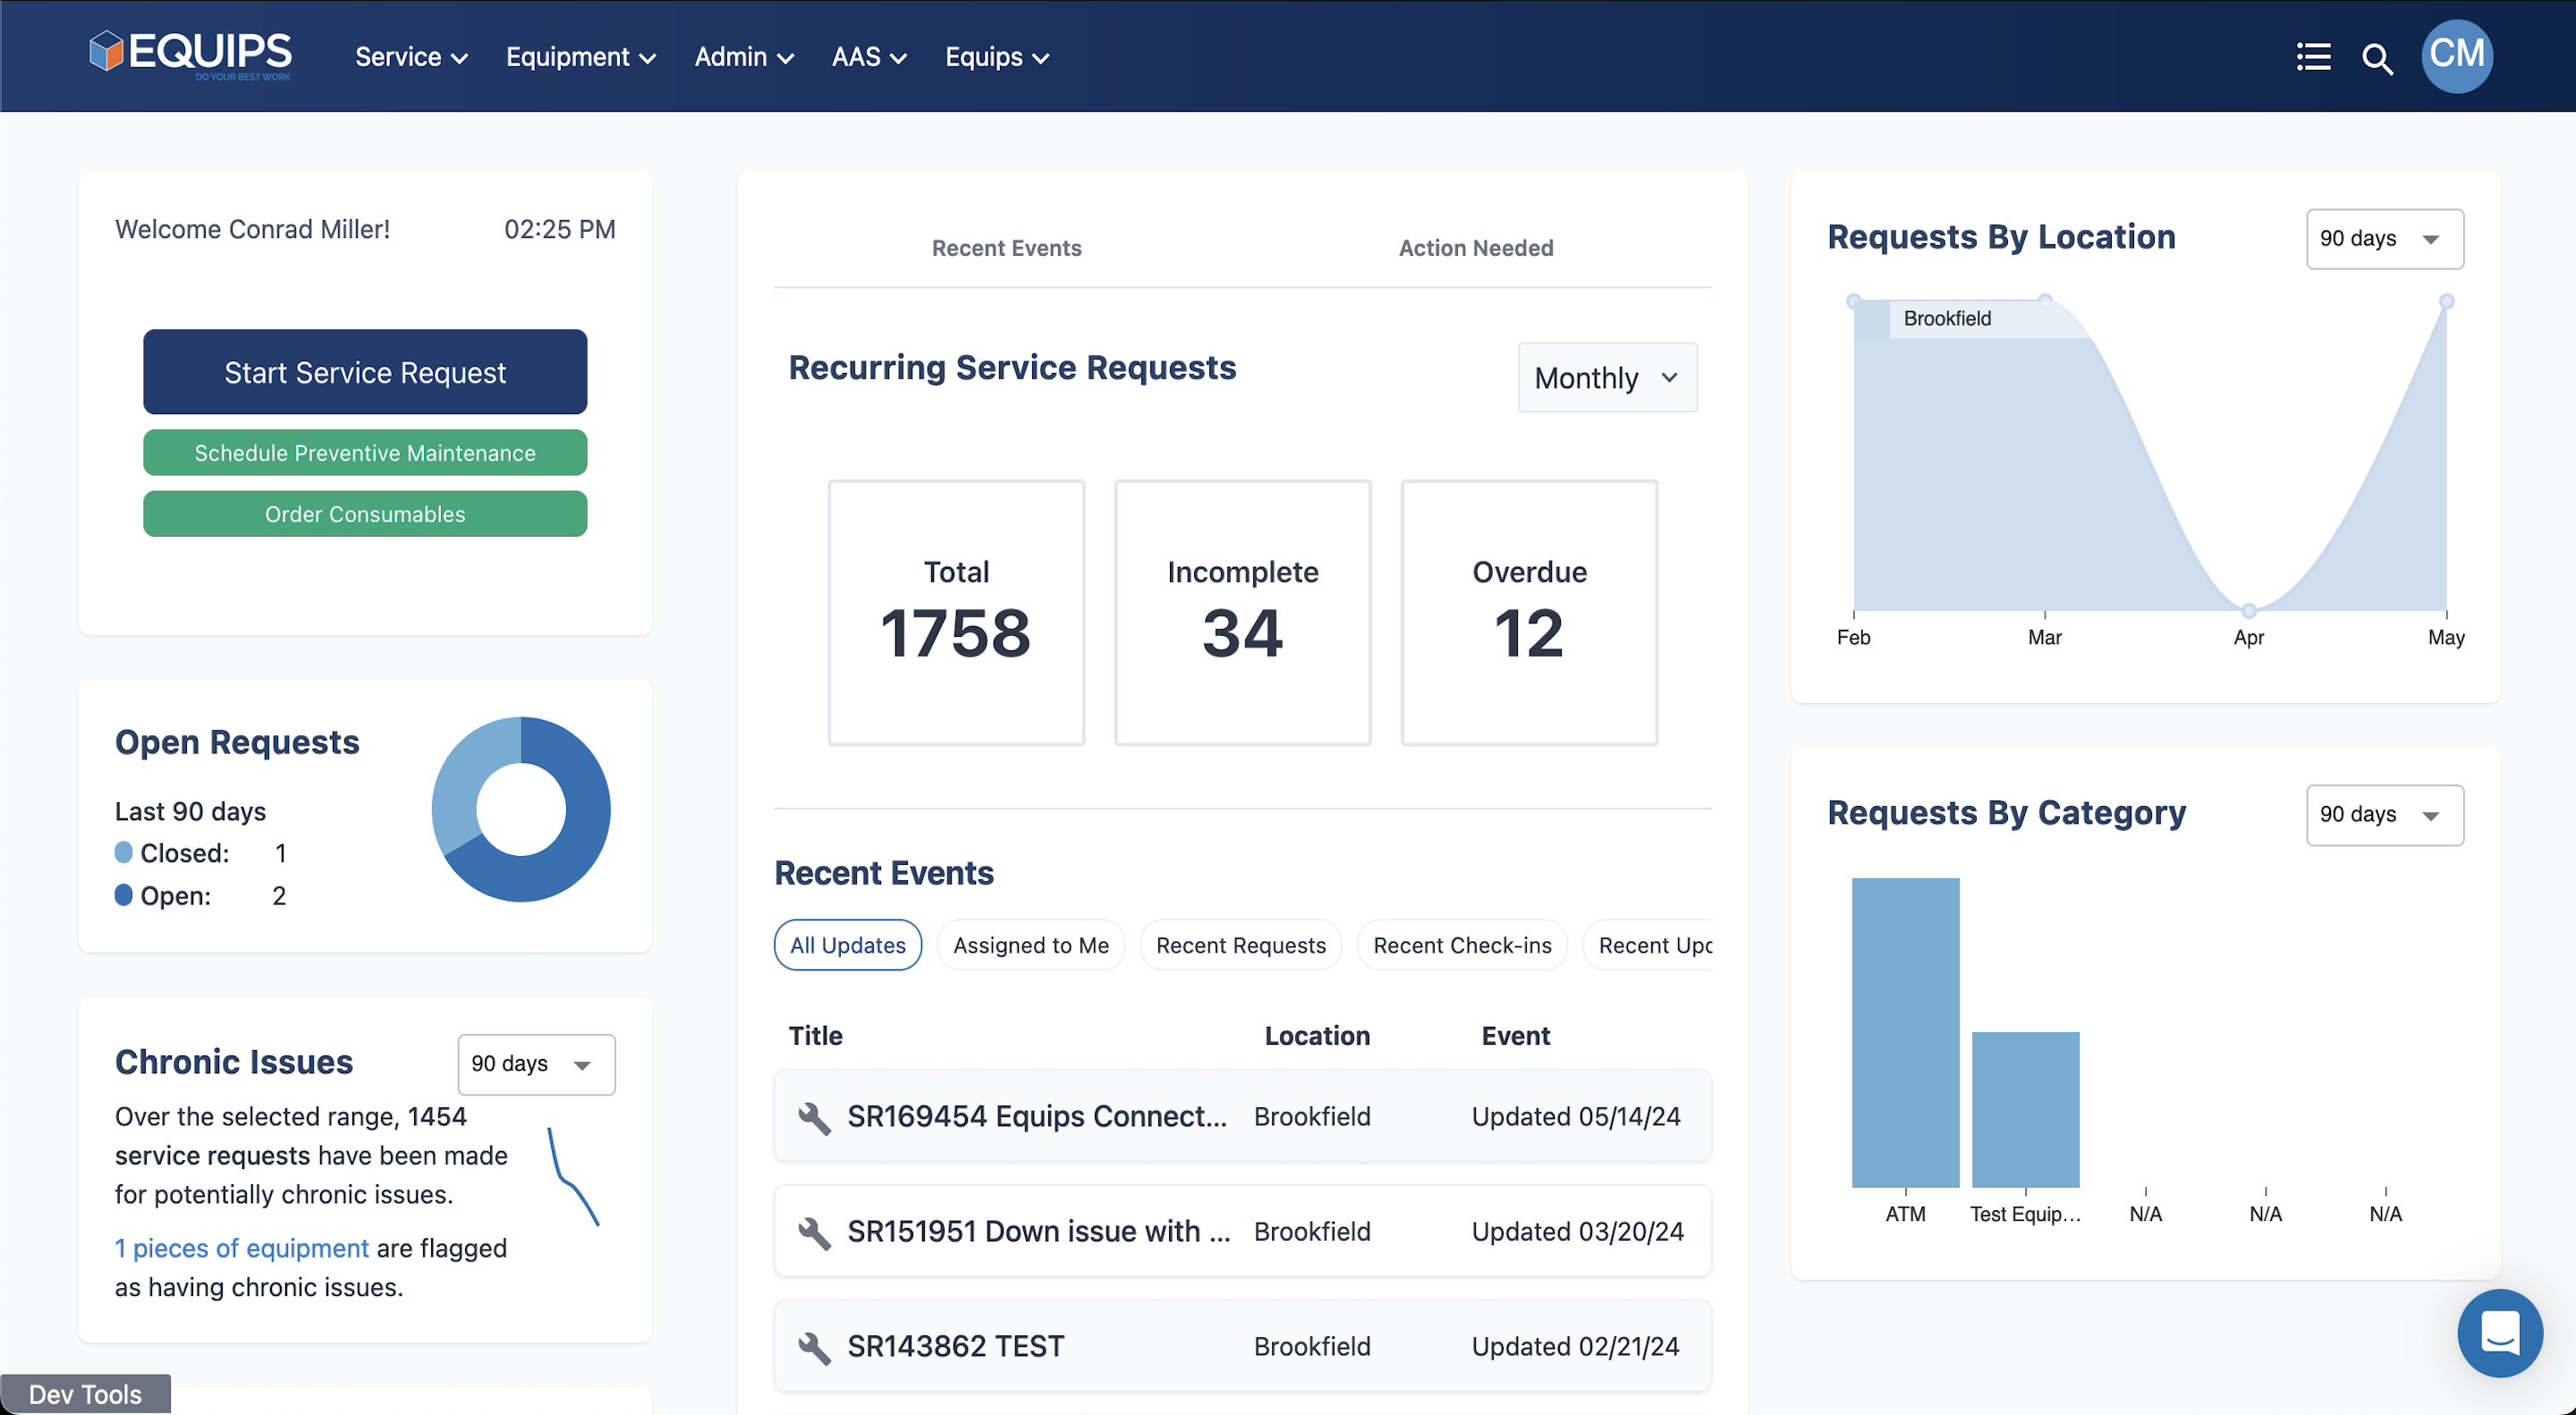 EQUIPS
DO YOUR BEST WORK
Service
Equipment
Admin
AAS
Equips
CM
Welcome Conrad Miller!
02:25 PM
Start Service Request
Schedule Preventive Maintenance
Order Consumables
Open Requests
Last 90 days
Closed: 1
Open: 2
Chronic Issues
90 days
Over the selected range, 1454
service requests have been made
for potentially chronic issues.
1 pieces of equipment are flagged
as having chronic issues.
Dev Tools
Recent Events
Action Needed
Recurring Service Requests
Monthly
Total
1758
Incomplete
34
Overdue
12
Recent Events
All Updates
Assigned to Me
Recent Requests
Recent Check-ins
Recent Upd
Title Location Event
SR169454 Equips Connect... Brookfield Updated 05/14/24
SR151951 Down issue with ... Brookfield Updated 03/20/24
SR143862 TEST Brookfield Updated 02/21/24
Requests By Location
90 days
Brookfield
Feb Mar Apr May
Requests By Category
90 days
ATM Test Equip... N/A N/A N/A